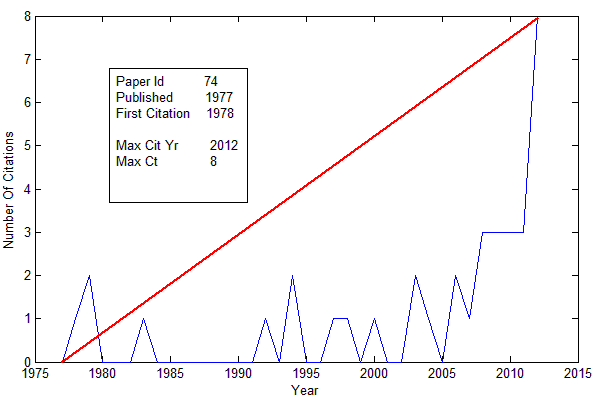 8
7
6
5
4
3
2
1
0
Number Of Citations
Paper Id 74
Published 1977
First Citation 1978
Max Cit Yr 2012
Max Ct 8
1975 1980 1985 1990 1995 2000 2005 2010 2015
Year